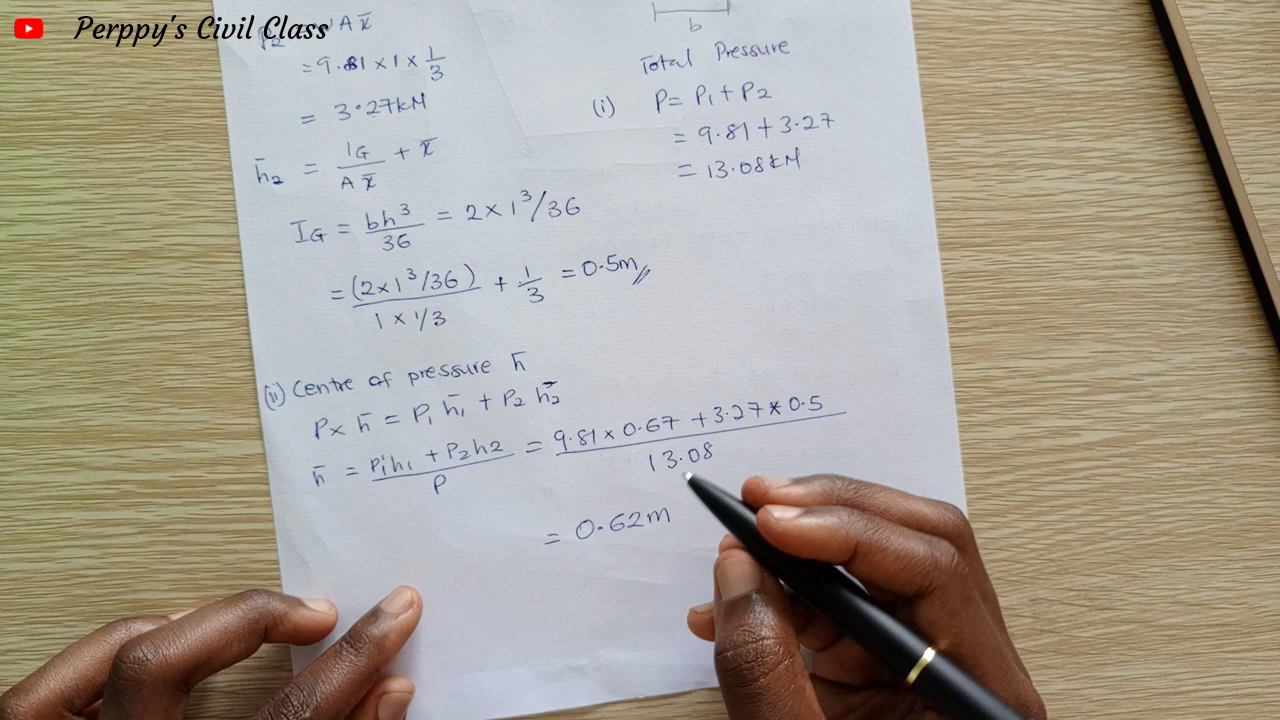 Perppy's Civil Class
P2 A x̄
= 9.81 × 1 × 1/3
= 3.27kN
h̄2 = IG/Ax̄ + x̄
IG = bh³/36 = 2×1³/36
= (2×1³/36)/(1 × 1/3) + 1/3 = 0.5m
(ii) Centre of pressure h̄
P× h̄ = P1 h̄1 + P2 h̄2
h̄ = P1h1 + P2h2/P = 9.81 × 0.67 + 3.27 × 0.5/13.08
= 0.62m
b
Total Pressure
(i) P = P1 + P2
= 9.81 + 3.27
= 13.08kN